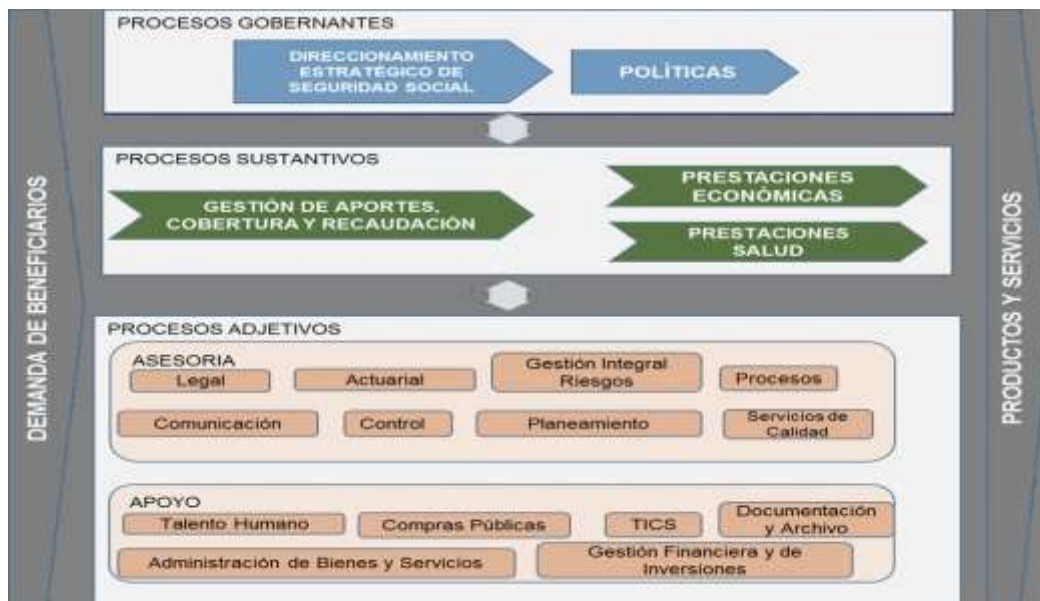 PROCESOS GOBERNANTES
DIRECCIONAMIENTO
ESTRATÉGICO DE
SEGURIDAD SOCIAL
POLÍTICAS
PROCESOS SUSTANTIVOS
GESTIÓN DE APORTES,
COBERTURA Y RECAUDACIÓN
PRESTACIONES
ECONÓMICAS
PRESTACIONES
SALUD
PROCESOS ADJETIVOS
ASESORIA
Legal
Actuarial
Gestión Integral
Riesgos
Procesos
Comunicación
Control
Planeamiento
Servicios de
Calidad
APOYO
Talento Humano
Compras Públicas
TICS
Documentación
y Archivo
Administración de Bienes y Servicios
Gestión Financiera y de
Inversiones
DEMANDA DE BENEFICIARIOS
PRODUCTOS Y SERVICIOS